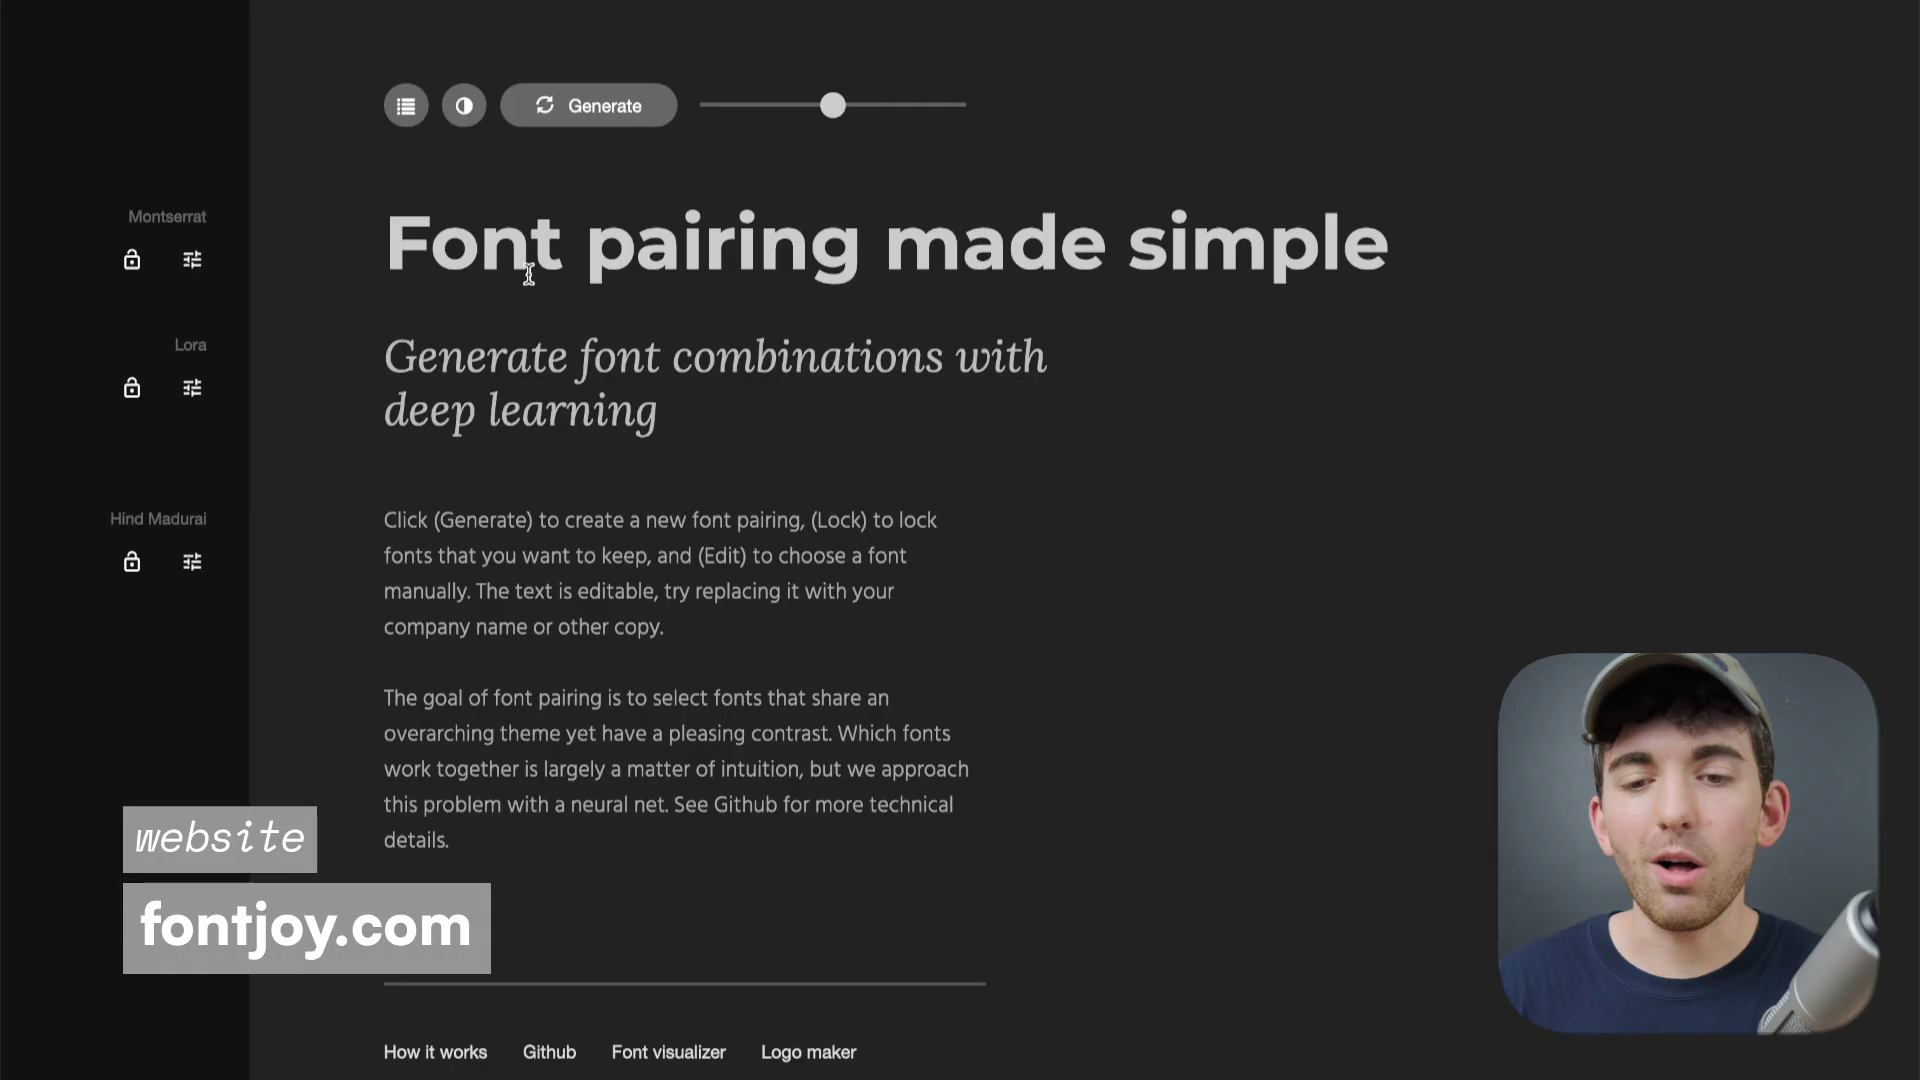 Generate
Montserrat
Font pairing made simple
Lora
Generate font combinations with
deep learning
Hind Madurai
Click (Generate) to create a new font pairing, (Lock) to lock
fonts that you want to keep, and (Edit) to choose a font
manually. The text is editable, try replacing it with your
company name or other copy.
The goal of font pairing is to select fonts that share an
overarching theme yet have a pleasing contrast. Which fonts
work together is largely a matter of intuition, but we approach
this problem with a neural net. See Github for more technical
details.
website
fontjoy.com
How it works Github Font visualizer Logo maker